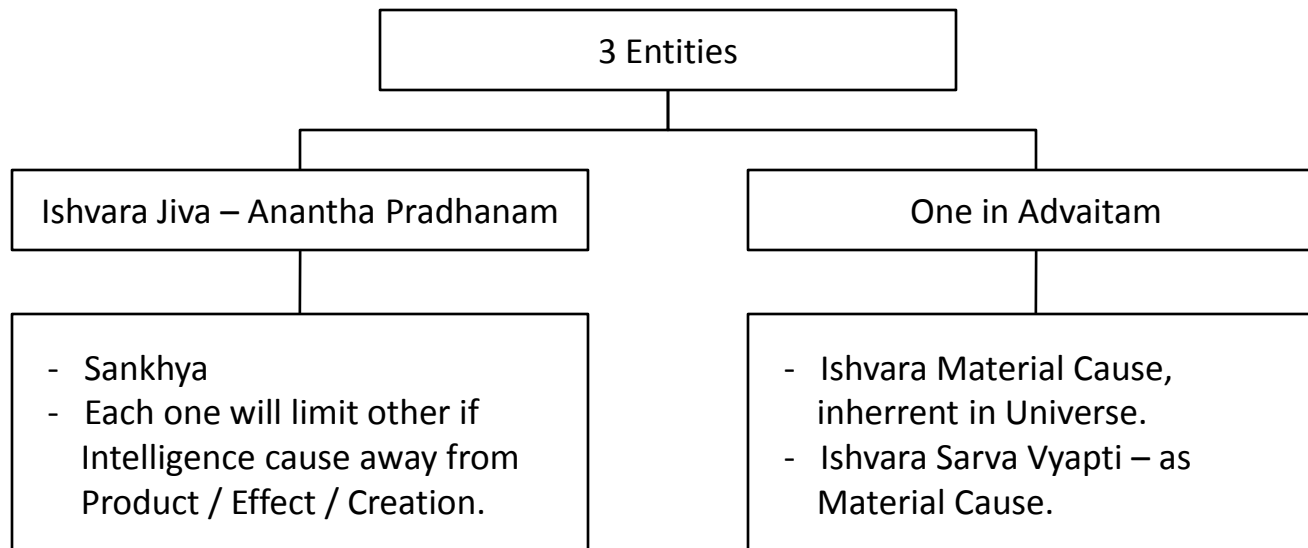 3 Entities
Ishvara Jiva – Anantha Pradhanam
One in Advaitam
- Sankhya
- Each one will limit other if
Intelligence cause away from
Product / Effect / Creation.
- Ishvara Material Cause,
inherrent in Universe.
- Ishvara Sarva Vyapti – as
Material Cause.